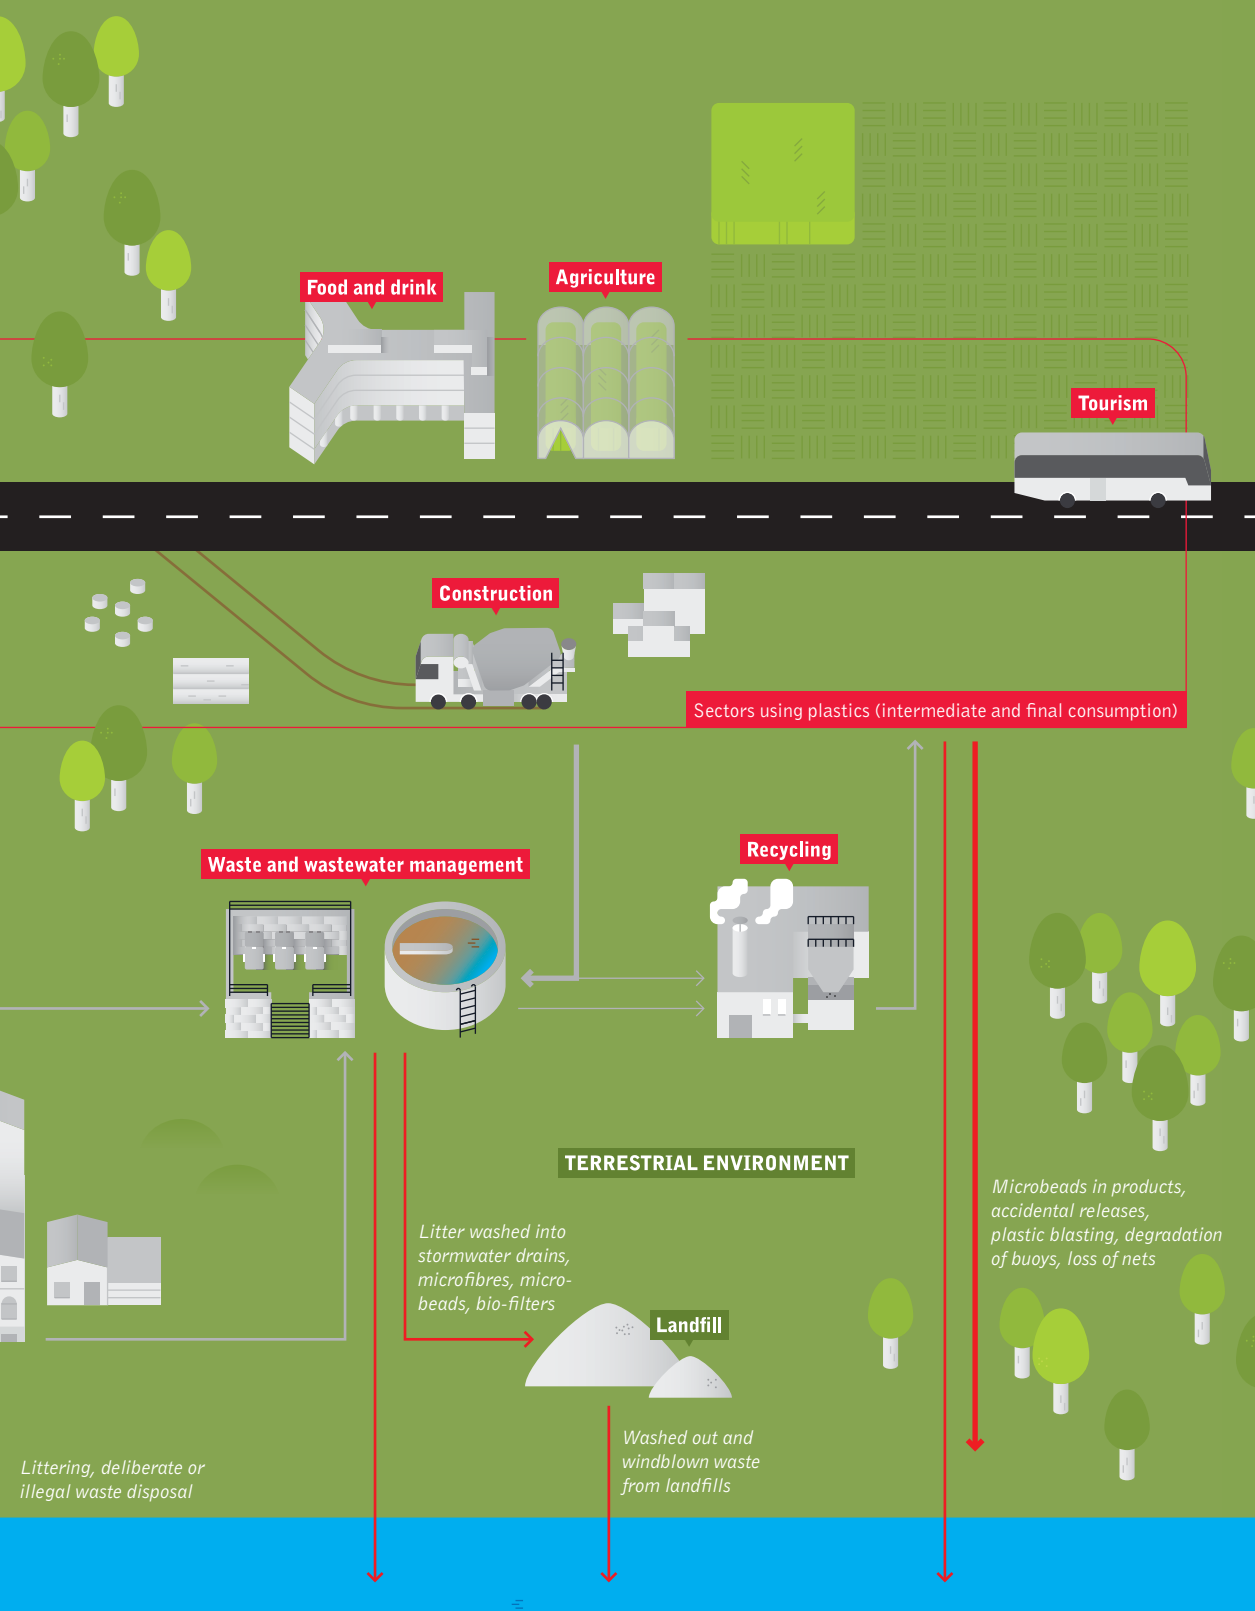 Food and drink
Agriculture
Tourism
Construction
Sectors using plastics (intermediate and final consumption)
Waste and wastewater management
Recycling
TERRESTRIAL ENVIRONMENT
Microbeads in products,
accidental releases,
plastic blasting, degradation
of buoys, loss of nets
Litter washed into
stormwater drains,
microfibres, micro-
beads, bio-filters
Landfill
Washed out and
windblown waste
from landfills
Littering, deliberate or
illegal waste disposal